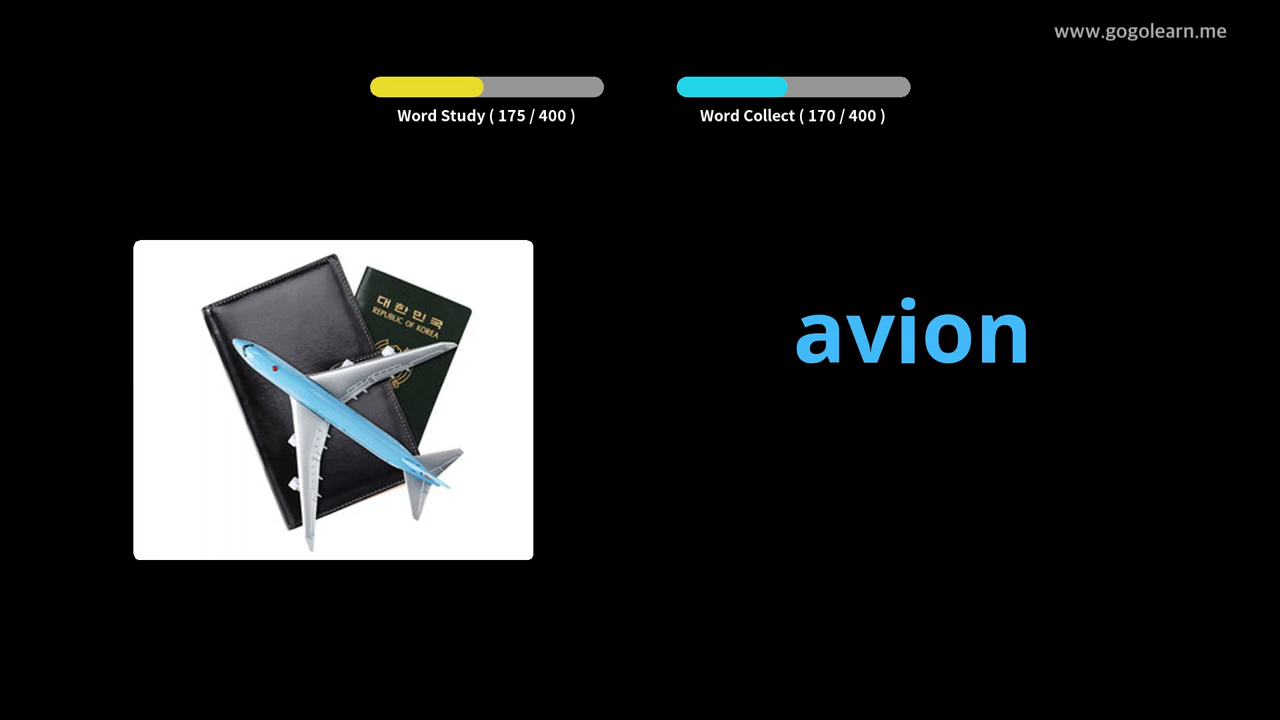 www.gogolearn.me
Word Study ( 175 / 400 )
Word Collect ( 170 / 400 )
대한민국
REPUBLIC OF KOREA
avion